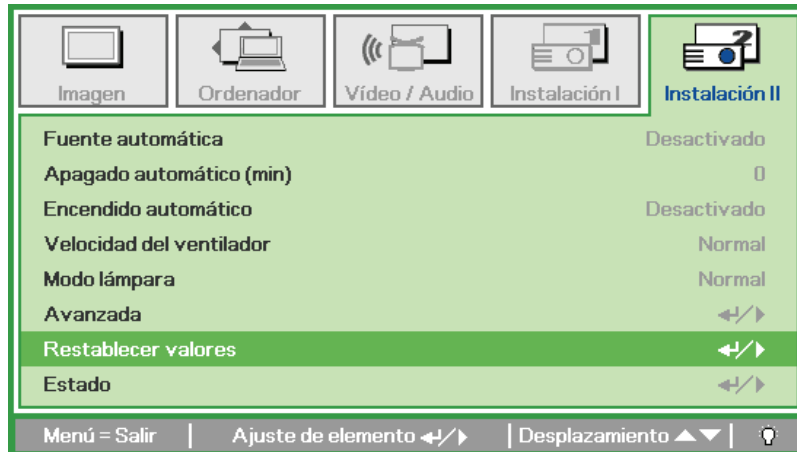 Imagen Ordenador Vídeo / Audio Instalación I Instalación II
Fuente automática Desactivado
Apagado automático (min) 0
Encendido automático Desactivado
Velocidad del ventilador Normal
Modo lámpara Normal
Avanzada
Restablecer valores
Estado
Menú = Salir | Ajuste de elemento | Desplazamiento |